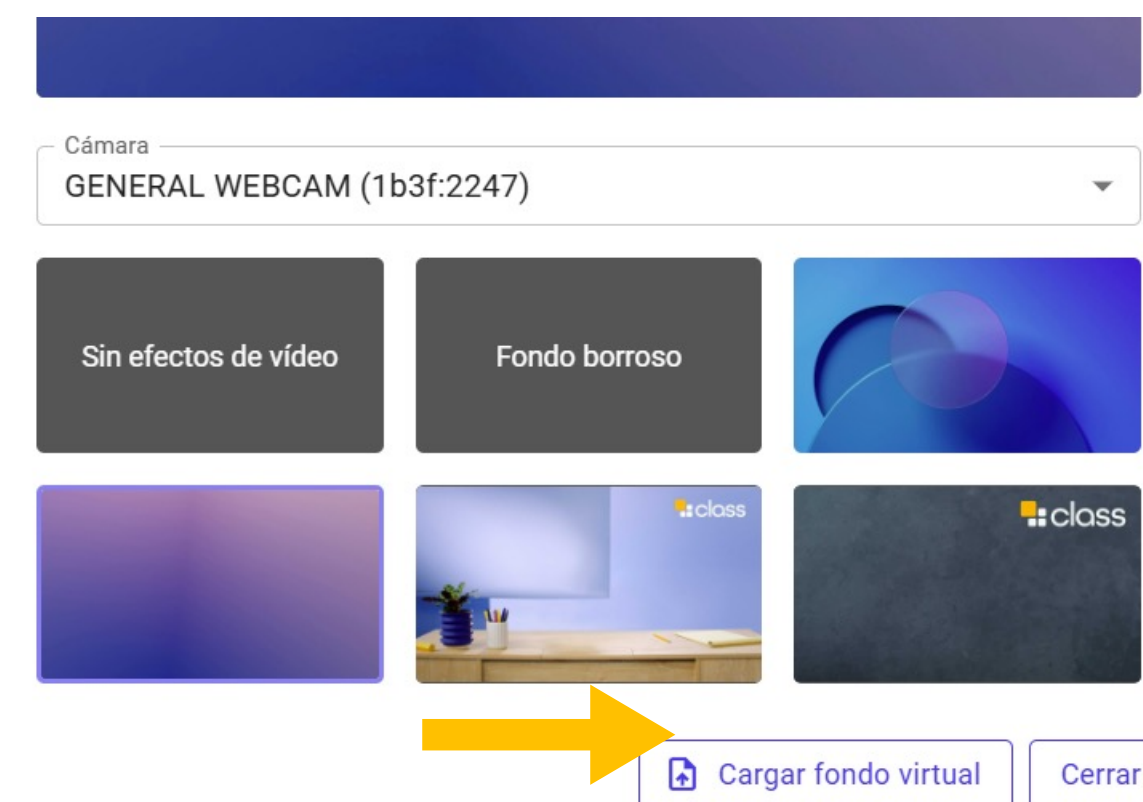 Cámara
GENERAL WEBCAM (1b3f:2247)
Sin efectos de vídeo
Fondo borroso
class
class
Cargar fondo virtual
Cerrar